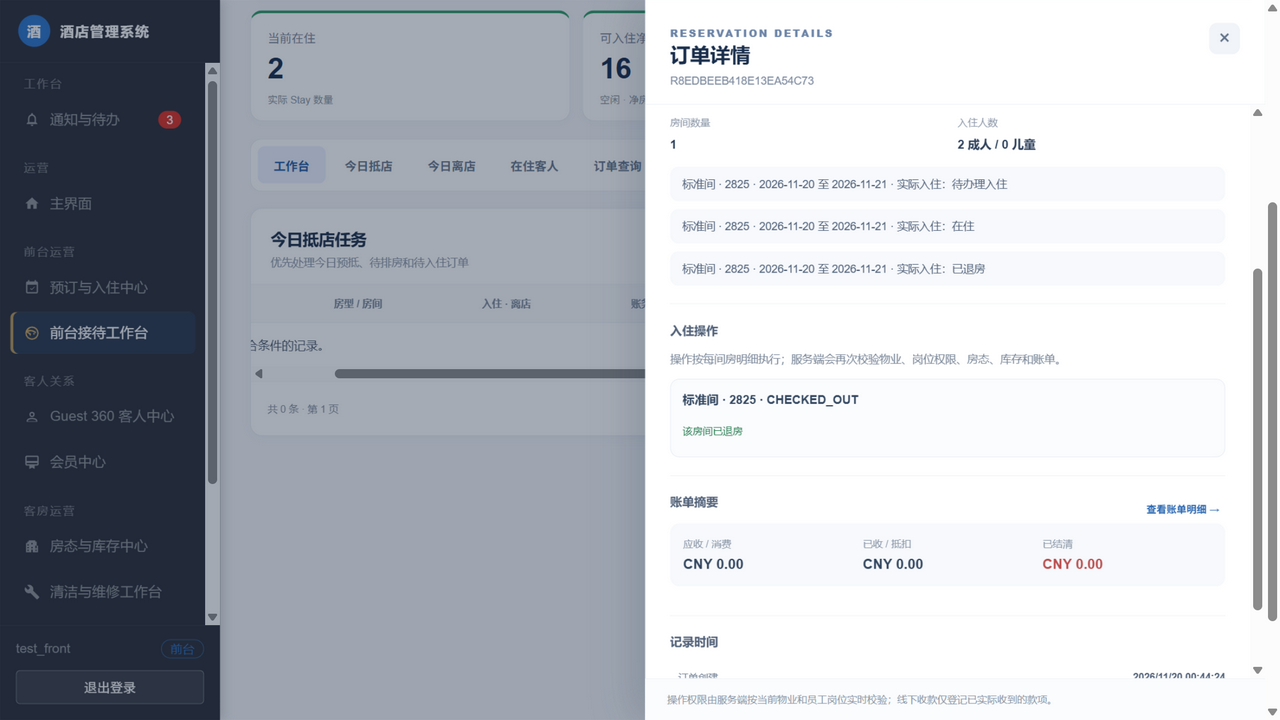 酒 酒店管理系统
工作台
通知与待办 3
运营
主界面
前台运营
预订与入住中心
前台接待工作台
客人关系
Guest 360 客人中心
会员中心
客房运营
房态与库存中心
清洁与维修工作台
test_front 前台
退出登录
当前在住
2
实际 Stay 数量
可入住净
16
空闲 · 净房
工作台 今日抵店 今日离店 在住客人 订单查询
今日抵店任务
优先处理今日预抵、待排房和待入住订单
房型 / 房间 入住 · 离店 账务
合条件的记录。
共 0 条 · 第 1 页
RESERVATION DETAILS
订单详情
R8EDBEEB418E13EA54C73
×
房间数量 入住人数
1 2 成人 / 0 儿童
标准间 · 2825 · 2026-11-20 至 2026-11-21 · 实际入住：待办理入住
标准间 · 2825 · 2026-11-20 至 2026-11-21 · 实际入住：在住
标准间 · 2825 · 2026-11-20 至 2026-11-21 · 实际入住：已退房
入住操作
操作按每间房明细执行；服务端会再次校验物业、岗位权限、房态、库存和账单。
标准间 · 2825 · CHECKED_OUT
该房间已退房
账单摘要
查看账单明细 →
应收 / 消费 已收 / 抵扣 已结清
CNY 0.00 CNY 0.00 CNY 0.00
记录时间
订单创建 2026/11/20 00:44:24
操作权限由服务端按当前物业和员工岗位实时校验；线下收款仅登记已实际收到的款项。